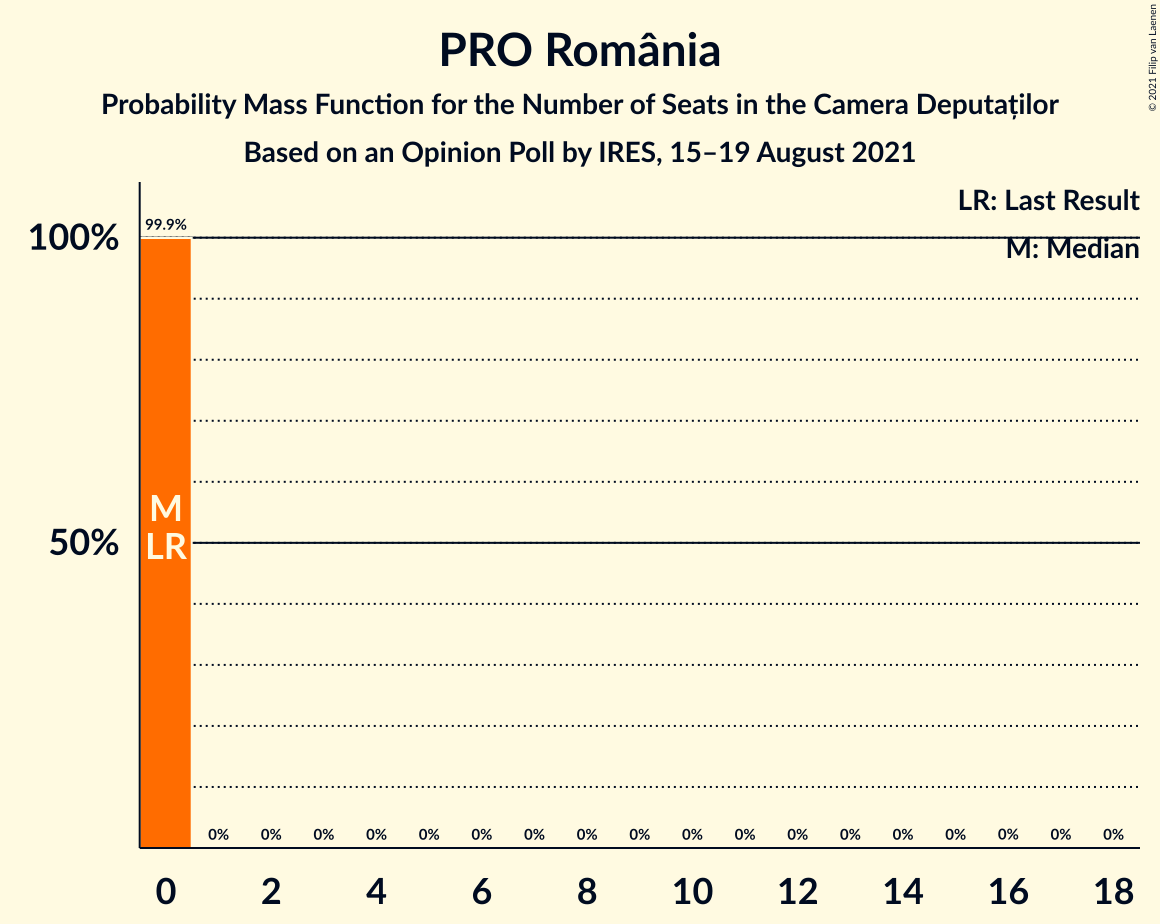 PRO România
Probability Mass Function for the Number of Seats in the Camera Deputaților
Based on an Opinion Poll by IRES, 15–19 August 2021
© 2021 Filip van Laenen
LR: Last Result
M: Median
99.9%
100%
50%
M
LR
0% 0% 0% 0% 0% 0% 0% 0% 0% 0% 0% 0% 0% 0% 0% 0% 0% 0%
0 2 4 6 8 10 12 14 16 18